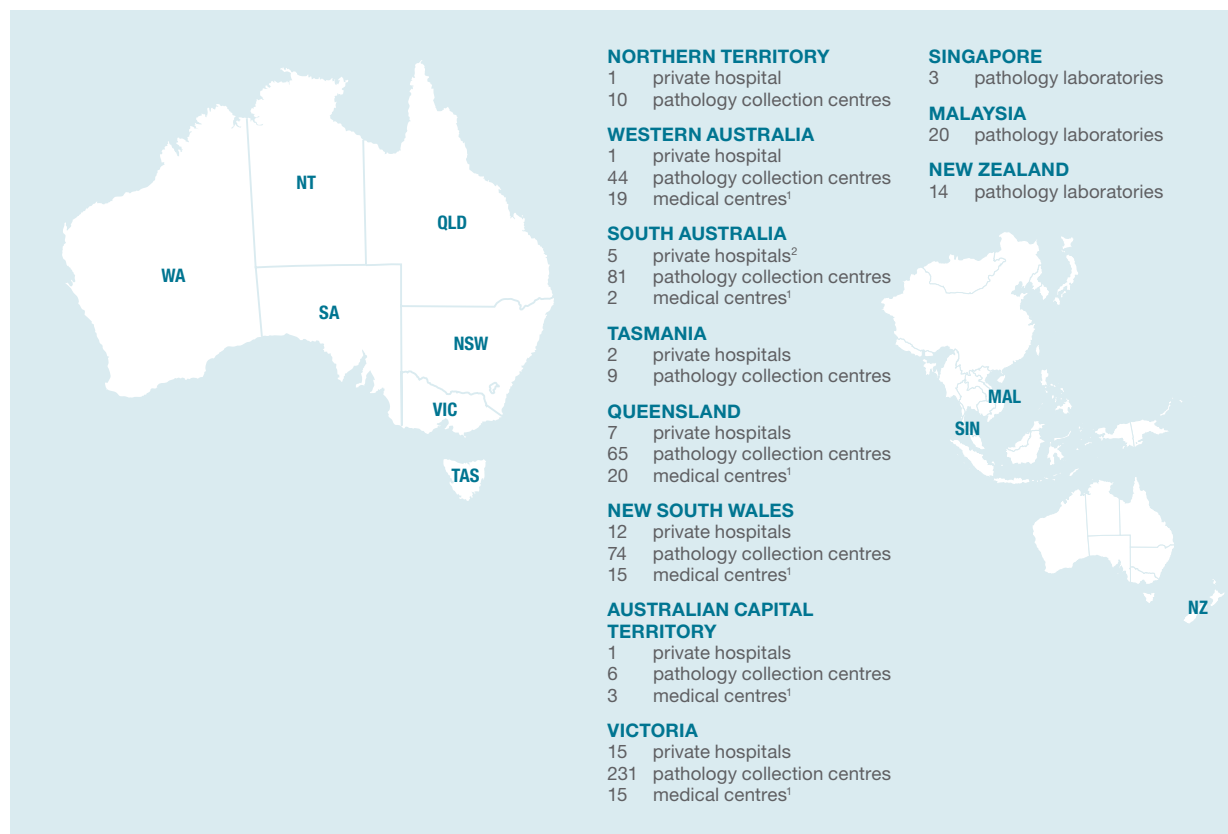 NT
QLD
WA
SA
NSW
VIC
TAS
NORTHERN TERRITORY
1 private hospital
10 pathology collection centres
WESTERN AUSTRALIA
1 private hospital
44 pathology collection centres
19 medical centres¹
SOUTH AUSTRALIA
5 private hospitals²
81 pathology collection centres
2 medical centres¹
TASMANIA
2 private hospitals
9 pathology collection centres
QUEENSLAND
7 private hospitals
65 pathology collection centres
20 medical centres¹
NEW SOUTH WALES
12 private hospitals
74 pathology collection centres
15 medical centres¹
AUSTRALIAN CAPITAL
TERRITORY
1 private hospitals
6 pathology collection centres
3 medical centres¹
VICTORIA
15 private hospitals
231 pathology collection centres
15 medical centres¹
SINGAPORE
3 pathology laboratories
MALAYSIA
20 pathology laboratories
NEW ZEALAND
14 pathology laboratories
MAL
SIN
NZ